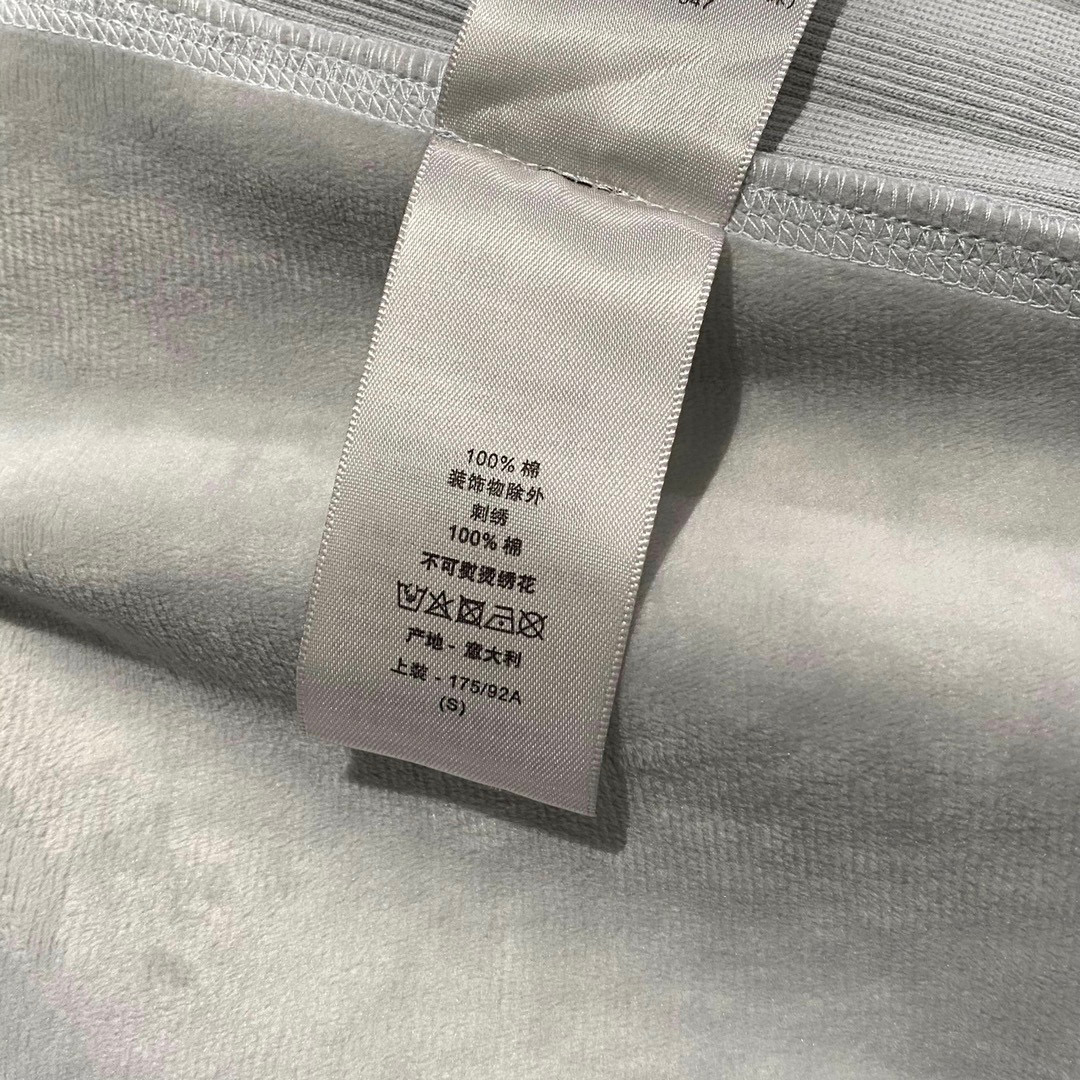 100% 棉
装饰物除外
刺绣
100% 棉
不可熨烫绣花
产地 - 意大利
上装 - 175/92A
(S)